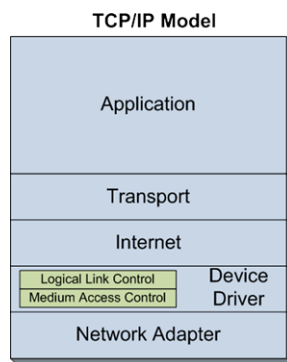 TCP/IP Model
Application
Transport
Internet
Logical Link Control
Medium Access Control
Device
Driver
Network Adapter